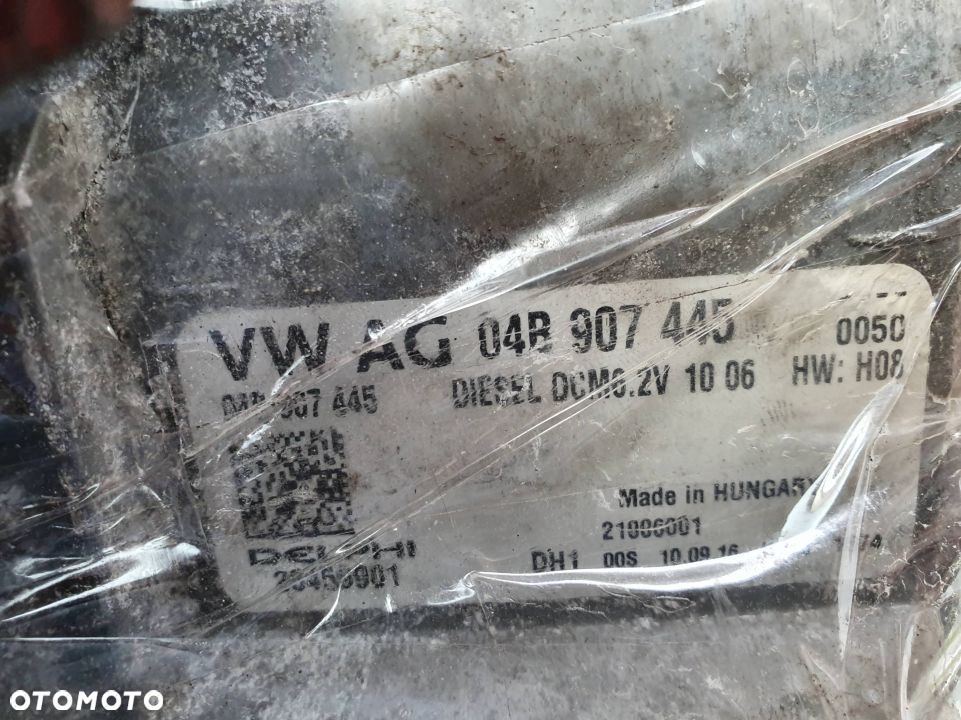 VW AG 04B 907 445 0050
907 445 DIESEL DCM6.2V 10 06 HW: H08
Made in HUNGARY
DELPHI
DH1 00S 10.09.16
OTOMOTO